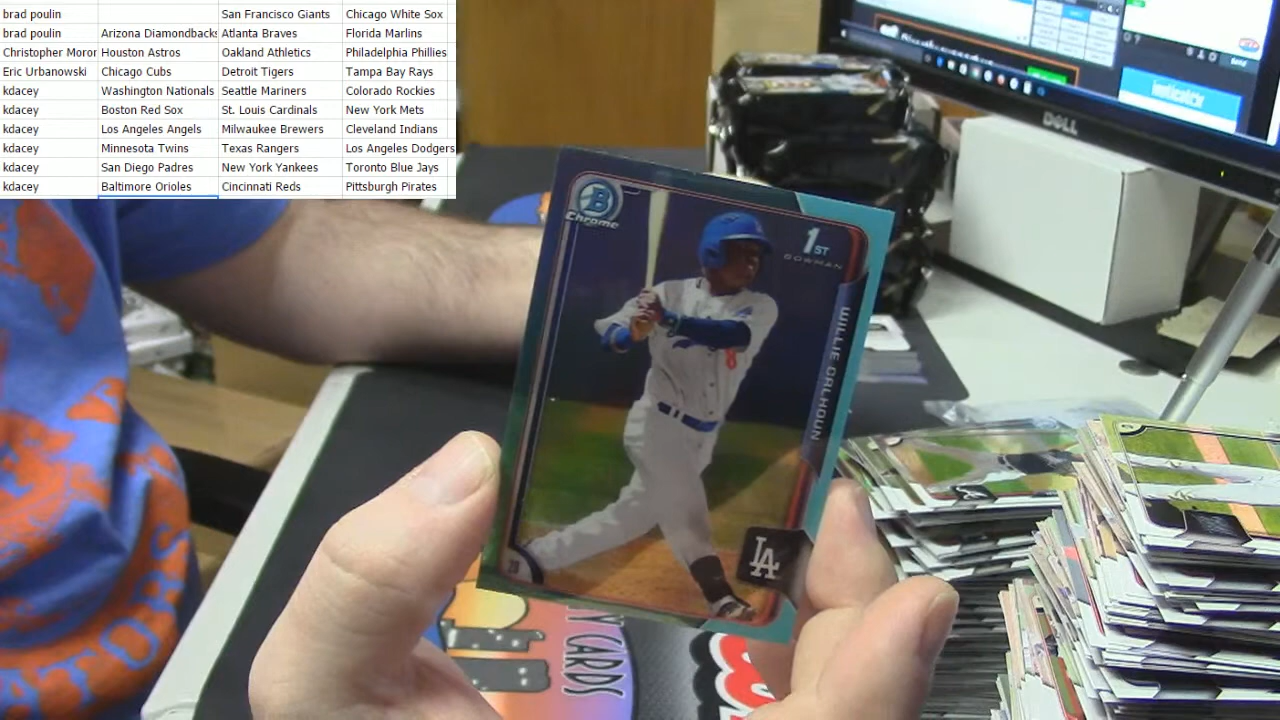 brad poulin San Francisco Giants Chicago White Sox
brad poulin Arizona Diamondbacks Atlanta Braves Florida Marlins
Christopher Moror Houston Astros Oakland Athletics Philadelphia Phillies
Eric Urbanowski Chicago Cubs Detroit Tigers Tampa Bay Rays
kdacey Washington Nationals Seattle Mariners Colorado Rockies
kdacey Boston Red Sox St. Louis Cardinals New York Mets
kdacey Los Angeles Angels Milwaukee Brewers Cleveland Indians
kdacey Minnesota Twins Texas Rangers Los Angeles Dodgers
kdacey San Diego Padres New York Yankees Toronto Blue Jays
kdacey Baltimore Orioles Cincinnati Reds Pittsburgh Pirates
DELL
B
Chrome
1ST
BOWMAN
WILLIE CALHOUN
8
LA
2B
CARDS